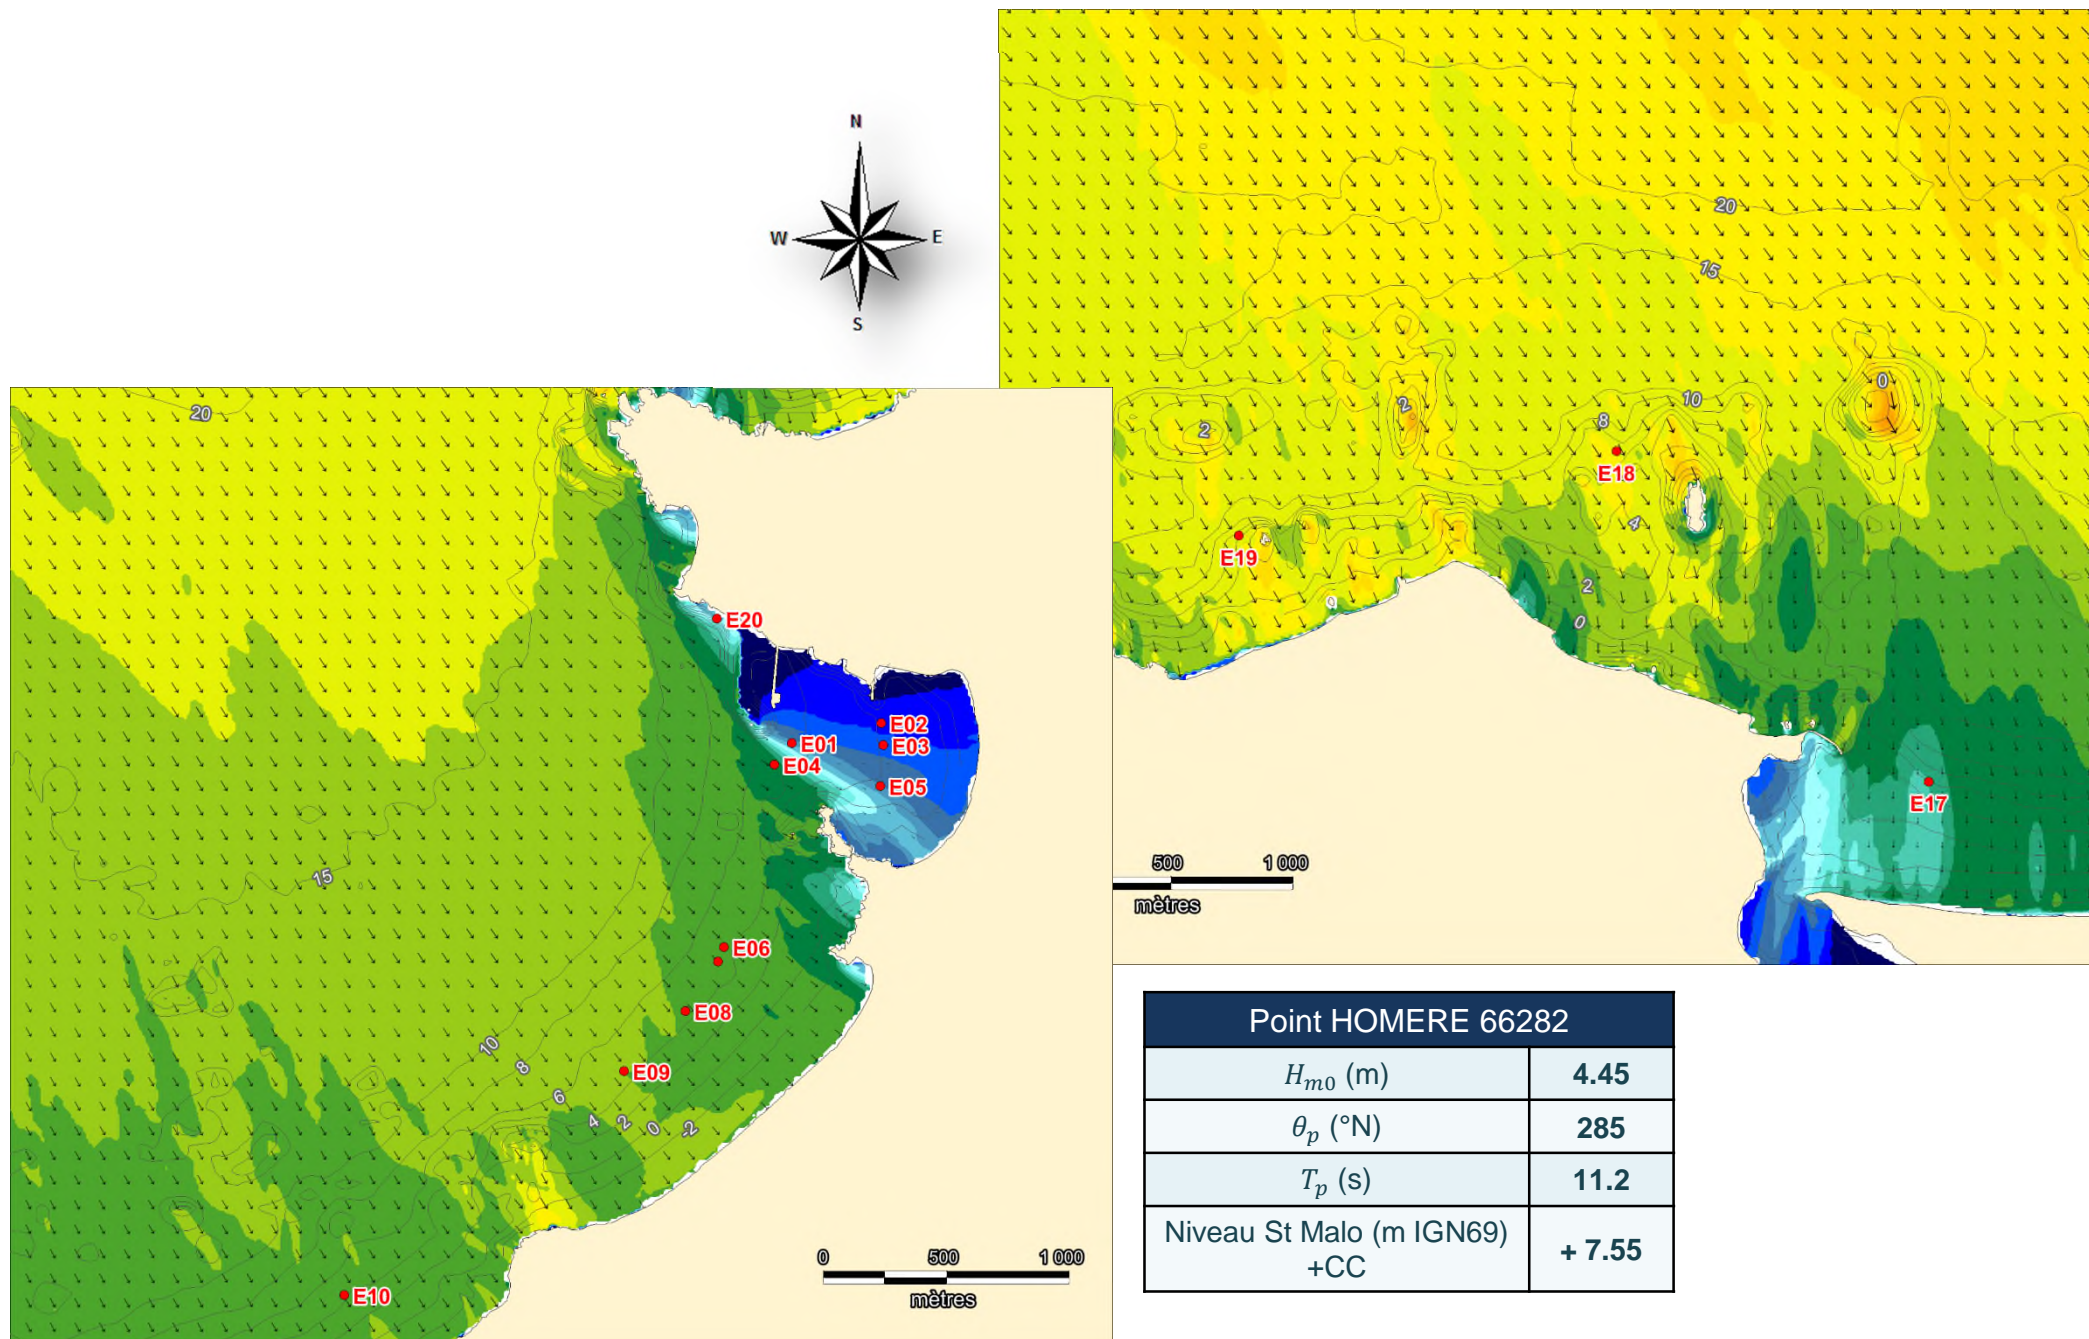 N
W
E
S
20
15
0
2
2
10
8
E18
4
E19
4
2
0
0
E17
500
1 000
mètres
20
E20
E02
E01
E03
E04
E05
15
E06
E08
10
8
E09
6
4
2
0
-2
E10
0
500
1 000
mètres
Point HOMERE 66282
Hm0 (m)
4.45
θp (°N)
285
Tp (s)
11.2
Niveau St Malo (m IGN69)
+CC
+ 7.55